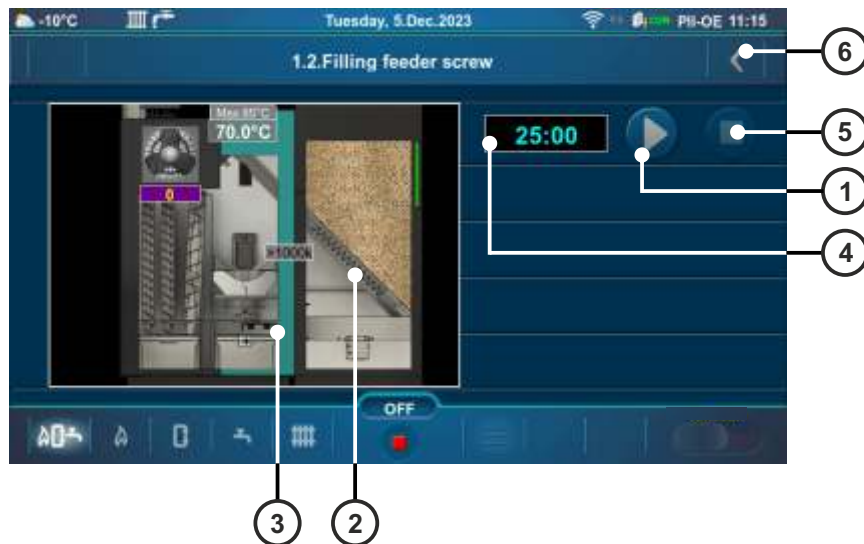 -10°C
Tuesday, 5.Dec.2023
PII-OE 11:15
1.2.Filling feeder screw
6
Max 85°C
70.0°C
25:00
5
0
1
4
OFF
3
2